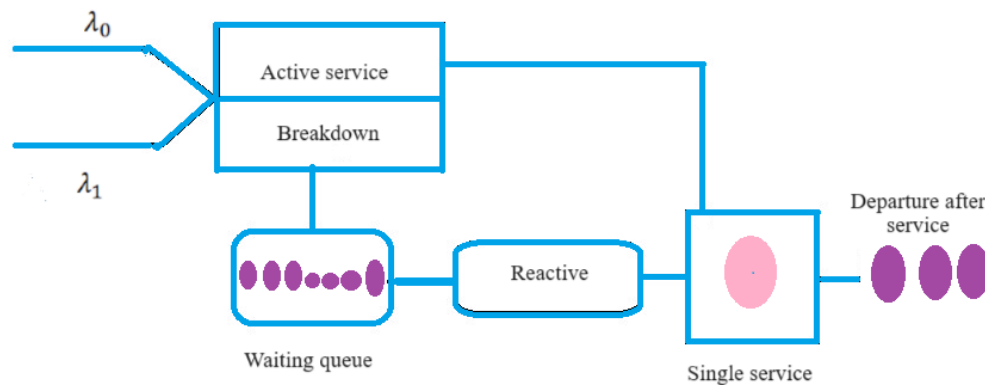 λ₀
Active service
Breakdown
λ₁
Departure after
service
Reactive
Waiting queue
Single service